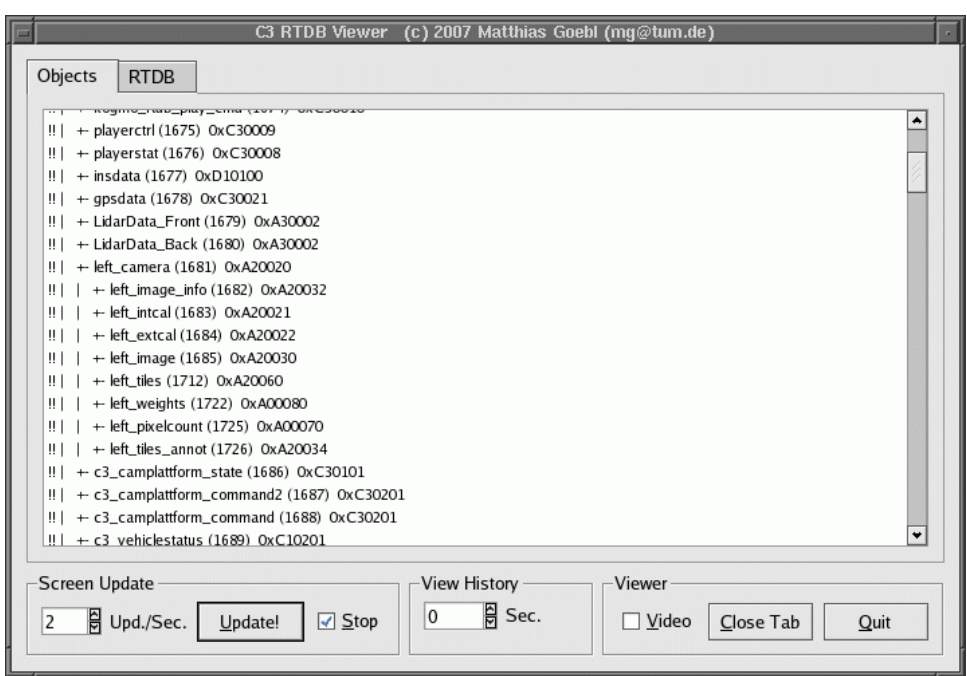 C3 RTDB Viewer (c) 2007 Matthias Goebl (mg@tum.de)
Objects RTDB
!! | +- playerctrl (1675) 0xC30009
!! | +- playerstat (1676) 0xC30008
!! | +- insdata (1677) 0xD10100
!! | +- gpsdata (1678) 0xC30021
!! | +- LidarData_Front (1679) 0xA30002
!! | +- LidarData_Back (1680) 0xA30002
!! | +- left_camera (1681) 0xA20020
!! | | +- left_image_info (1682) 0xA20032
!! | | +- left_intcal (1683) 0xA20021
!! | | +- left_extcal (1684) 0xA20022
!! | | +- left_image (1685) 0xA20030
!! | | +- left_tiles (1712) 0xA20060
!! | | +- left_weights (1722) 0xA00080
!! | | +- left_pixelcount (1725) 0xA00070
!! | | +- left_tiles_annot (1726) 0xA20034
!! | +- c3_camplattform_state (1686) 0xC30101
!! | +- c3_camplattform_command2 (1687) 0xC30201
!! | +- c3_camplattform_command (1688) 0xC30201
!! | +- c3_vehiclestatus (1689) 0xC10201
Screen Update View History Viewer
2 Upd./Sec. Update! Stop 0 Sec. Video Close Tab Quit